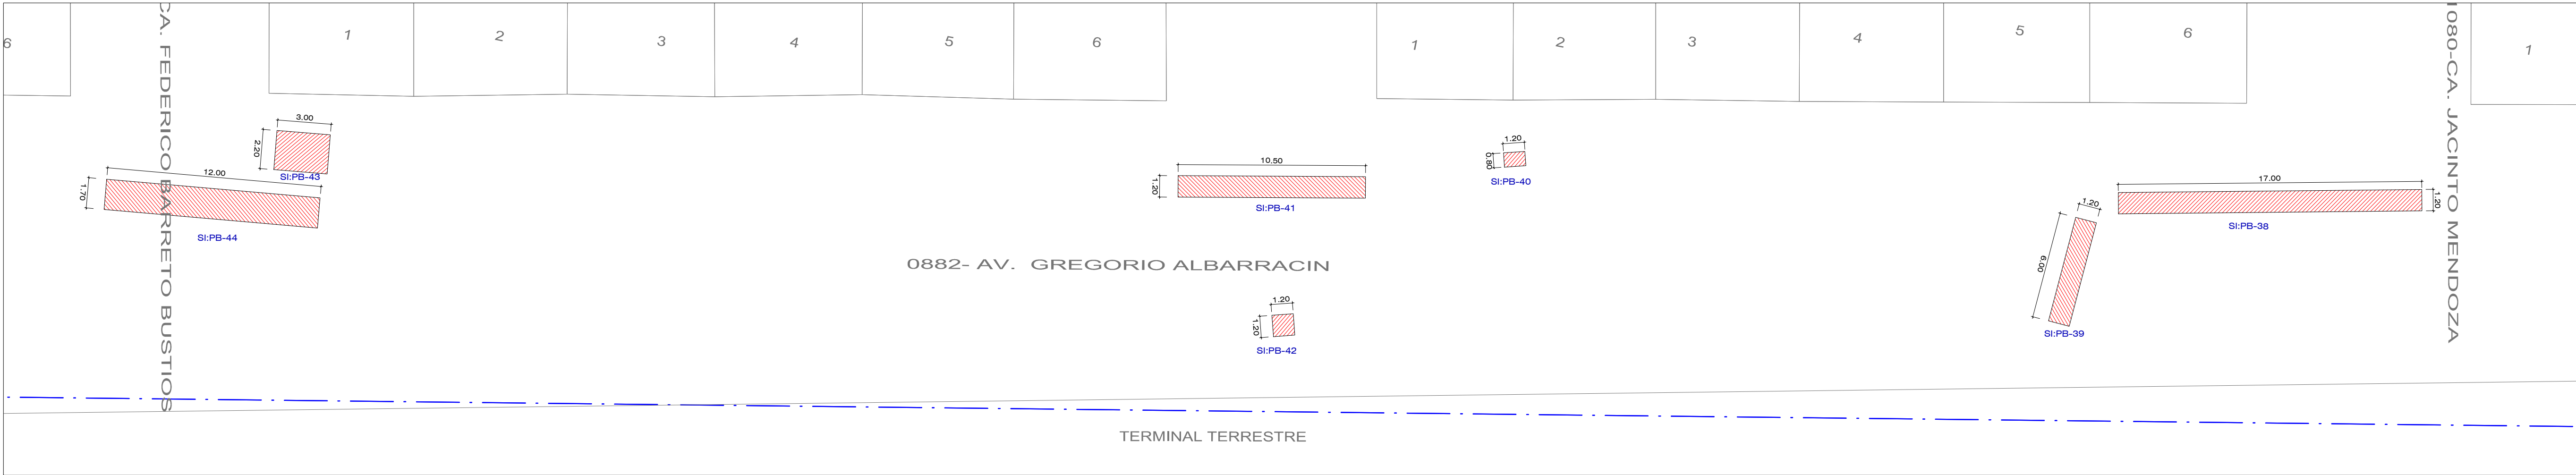 6
CA. FEDERICO BARRETO BUSTIOS
1
2
3
4
5
6
1
2
3
4
5
6
1080-CA. JACINTO MENDOZA
1
3.00
2.20
SI:PB-43
12.00
1.70
SI:PB-44
10.50
1.20
SI:PB-41
1.20
0.80
SI:PB-40
17.00
1.20
SI:PB-38
1.20
6.00
SI:PB-39
0882- AV. GREGORIO ALBARRACIN
1.20
1.20
SI:PB-42
TERMINAL TERRESTRE